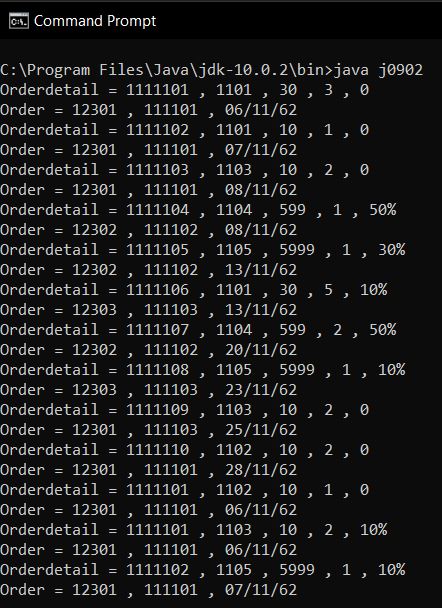 Command Prompt
C:\Program Files\Java\jdk-10.0.2\bin>java j0902
Orderdetail = 1111101 , 1101 , 30 , 3 , 0
Order = 12301 , 111101 , 06/11/62
Orderdetail = 1111102 , 1101 , 10 , 1 , 0
Order = 12301 , 111101 , 07/11/62
Orderdetail = 1111103 , 1103 , 10 , 2 , 0
Order = 12301 , 111101 , 08/11/62
Orderdetail = 1111104 , 1104 , 599 , 1 , 50%
Order = 12302 , 111102 , 08/11/62
Orderdetail = 1111105 , 1105 , 5999 , 1 , 30%
Order = 12302 , 111102 , 13/11/62
Orderdetail = 1111106 , 1101 , 30 , 5 , 10%
Order = 12303 , 111103 , 13/11/62
Orderdetail = 1111107 , 1104 , 599 , 2 , 50%
Order = 12302 , 111102 , 20/11/62
Orderdetail = 1111108 , 1105 , 5999 , 1 , 10%
Order = 12303 , 111103 , 23/11/62
Orderdetail = 1111109 , 1103 , 10 , 2 , 0
Order = 12301 , 111103 , 25/11/62
Orderdetail = 1111110 , 1102 , 10 , 2 , 0
Order = 12301 , 111101 , 28/11/62
Orderdetail = 1111101 , 1102 , 10 , 1 , 0
Order = 12301 , 111101 , 06/11/62
Orderdetail = 1111101 , 1103 , 10 , 2 , 10%
Order = 12301 , 111101 , 06/11/62
Orderdetail = 1111102 , 1105 , 5999 , 1 , 10%
Order = 12301 , 111101 , 07/11/62